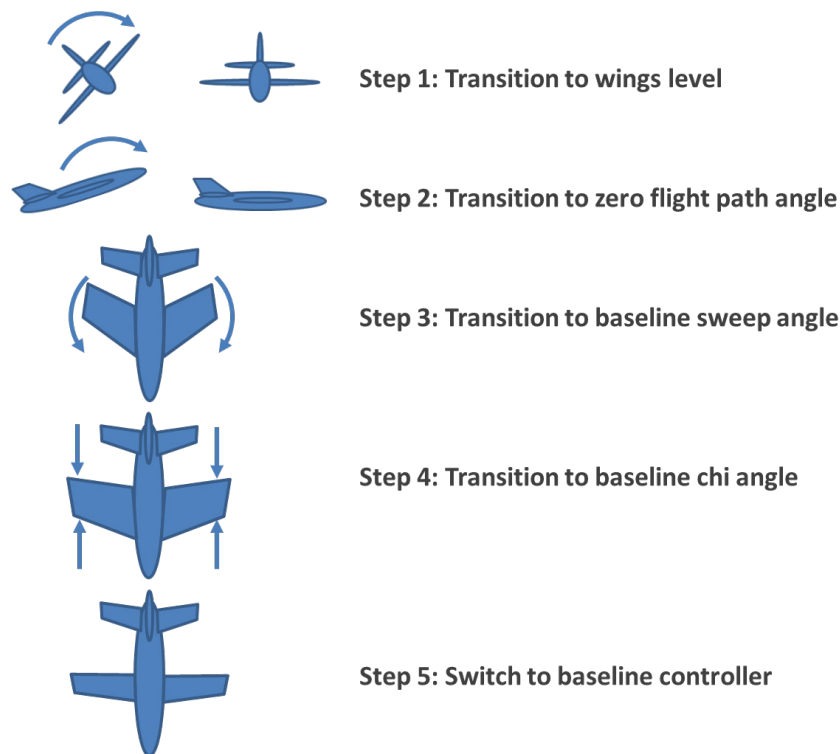 Step 1: Transition to wings level
Step 2: Transition to zero flight path angle
Step 3: Transition to baseline sweep angle
Step 4: Transition to baseline chi angle
Step 5: Switch to baseline controller